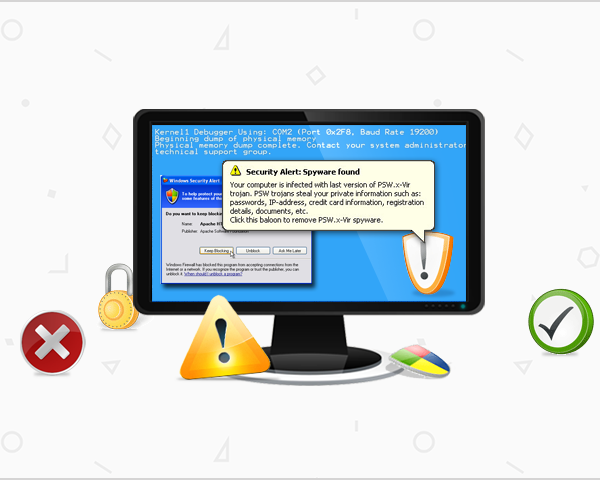 Kernel1 Debugger Using: COM2 (Port 0x2F8, Baud Rate 19200)
Beginning dump of physical memory
Physical memory dump complete. Contact your system administrator
technical support group.
Security Alert: Spyware found
Your computer is infected with last version of PSW.x-Vir
trojan. PSW trojans steal your private information such as:
passwords, IP-address, credit card information, registration
details, documents, etc.
Click this baloon to remove PSW.x-Vir spyware.
Windows Security Alert
To help protect your
some features of the
Do you want to keep blocking
Name: Apache HT
Publisher: Apache Software Foundation
Keep Blocking
Unblock
Ask Me Later
Windows Firewall has blocked this program from accepting connections from the
Internet or a network. If you recognize the program or trust the publisher, you can
unblock it. When should I unblock a program?